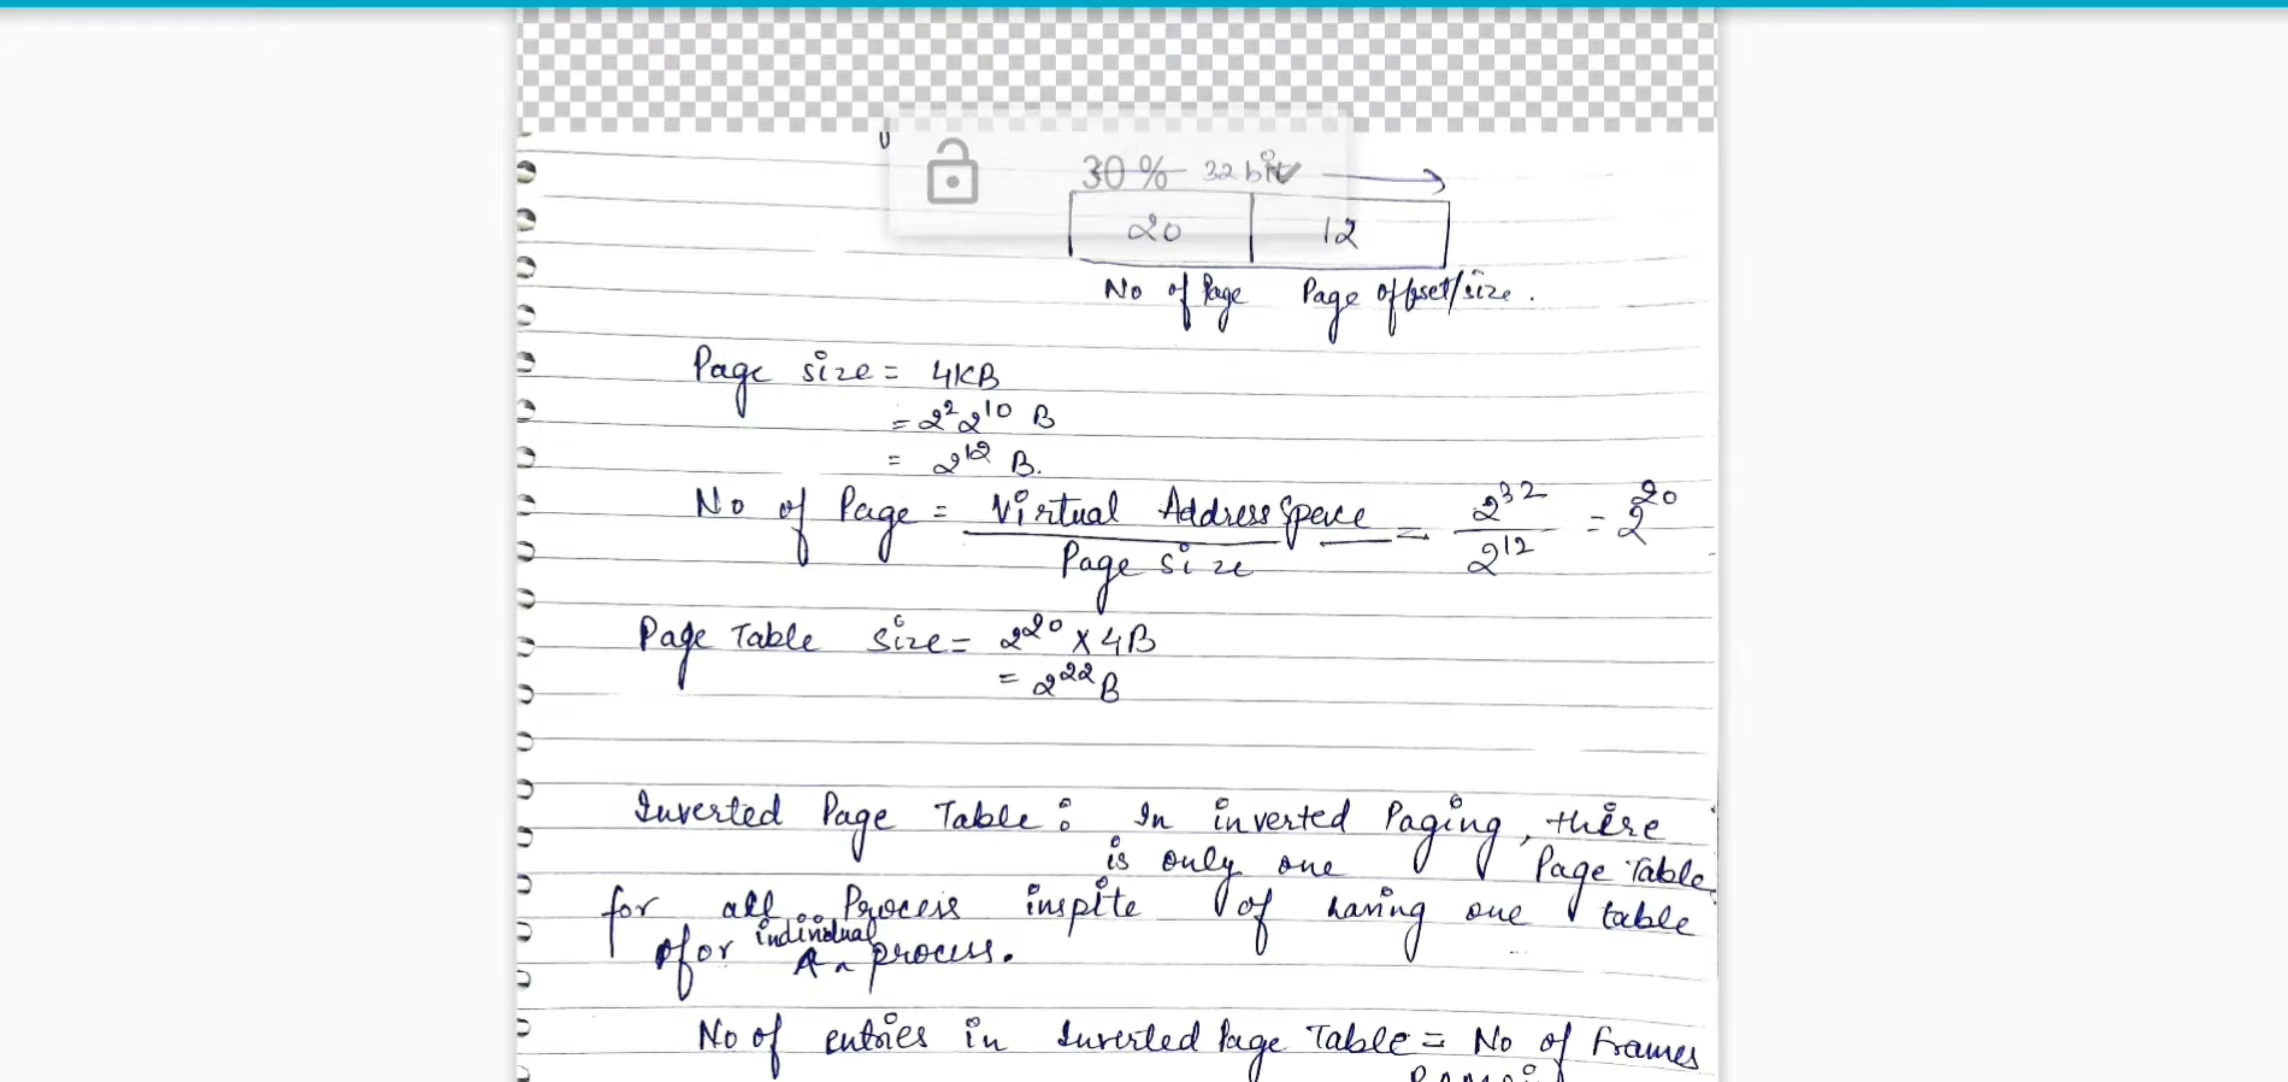 30% 32 bit
20 12
No of Page Page offset/size.
Page size = 4KB
= 2² 2¹⁰ B
= 2¹² B.
No of Page = Virtual Address Space / Page size = 2³² / 2¹² = 2²⁰
Page Table size = 2²⁰ X 4B
= 2²² B
Inverted Page Table : In inverted Paging, there
is only one Page Table
for all Process inspite of having one table
for individual process.
No of entries in Inverted Page Table = No of Frames